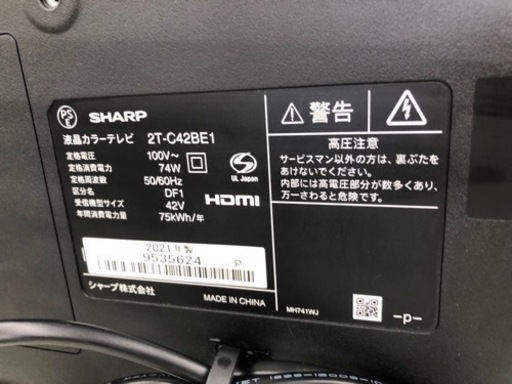 PSE
SHARP
液晶カラーテレビ 2T-C42BE1
定格電圧 100V~
定格消費電力 74W
定格周波数 50/60Hz
区分名 DF1
受信機型サイズ 42V
年間消費電力量 75kWh/年
UL Japan
HDMI
2021年製
9535624 P
シャープ株式会社
MADE IN CHINA
警告
高圧注意
サービスマン以外の方は、裏ぶたを
あけないでください。
内部には高電圧部分が数多くあり、
万一さわると危険です。
MH741WJ
-p-